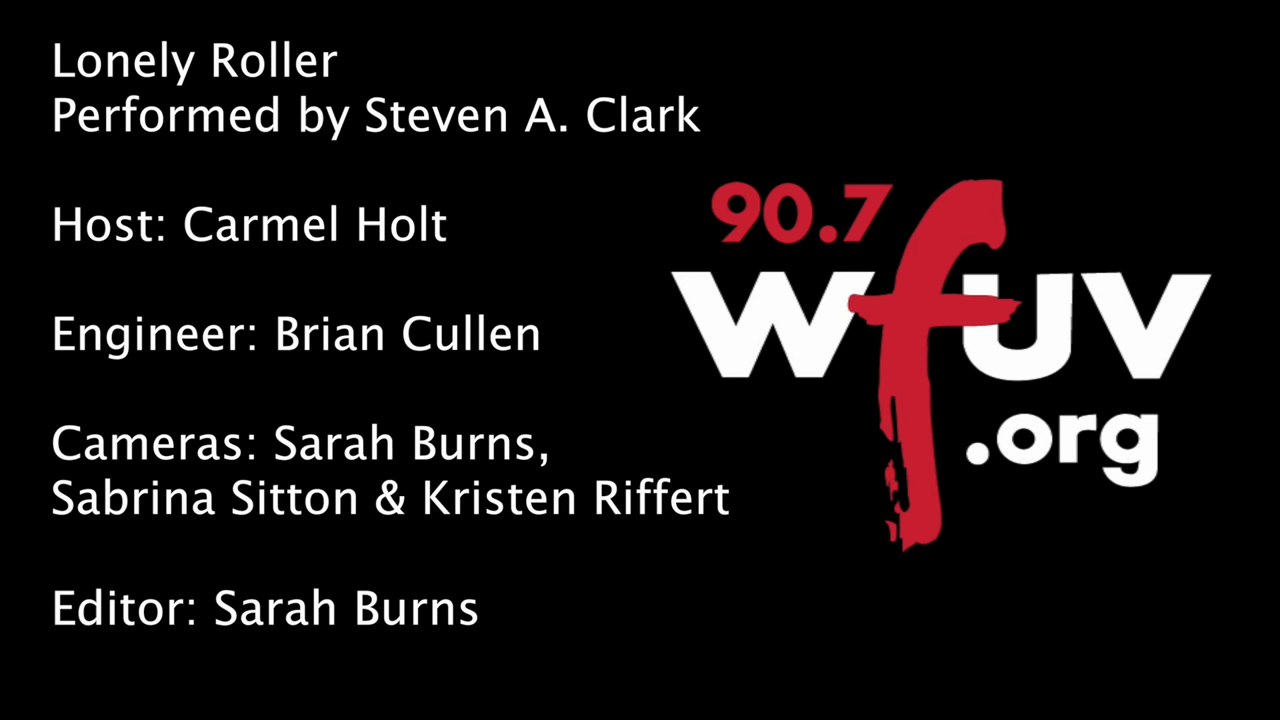 Lonely Roller
Performed by Steven A. Clark
Host: Carmel Holt
Engineer: Brian Cullen
Cameras: Sarah Burns,
Sabrina Sitton & Kristen Riffert
Editor: Sarah Burns
90.7
wfuv
.org